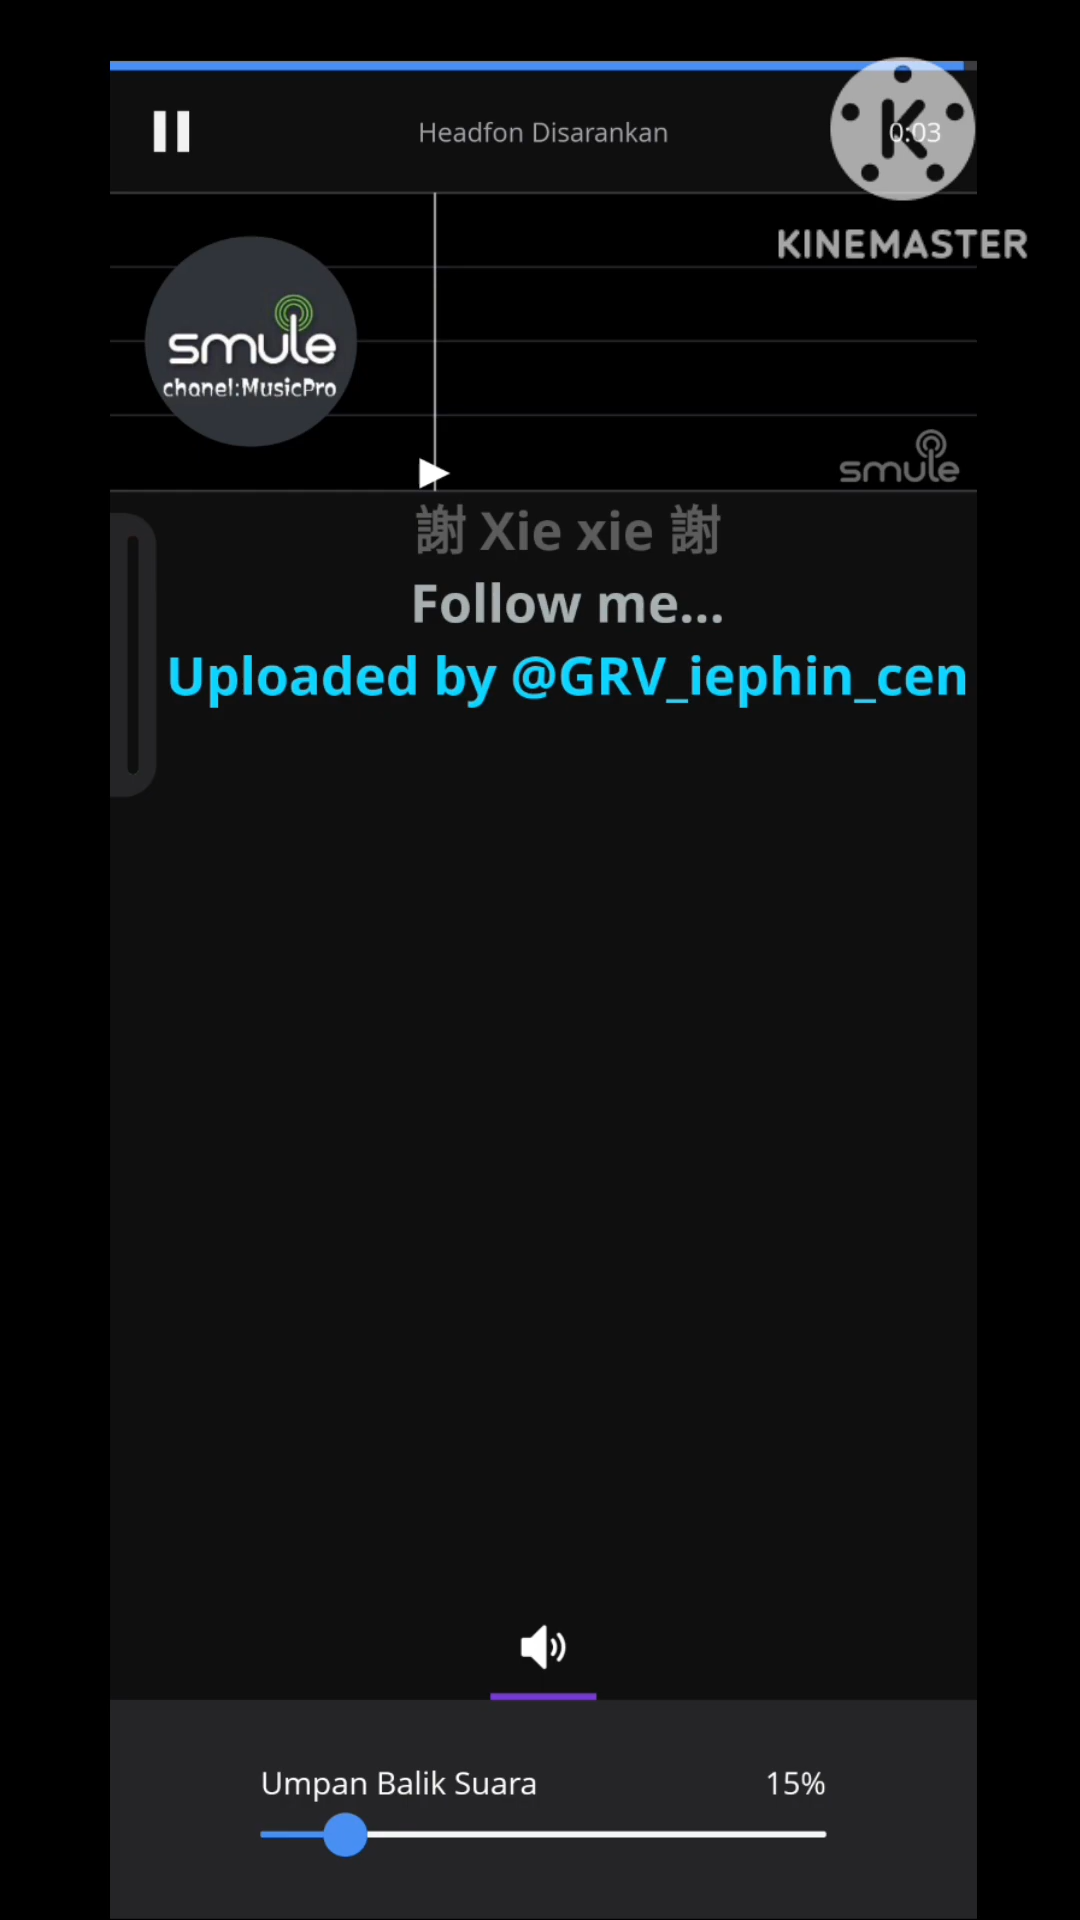 Headfon Disarankan
0:03
KINEMASTER
smule
chanel:MusicPro
smule
謝 Xie xie 謝
Follow me...
Uploaded by @GRV_iephin_cen
Umpan Balik Suara 15%